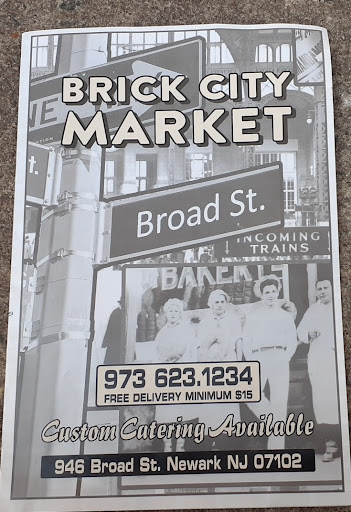 BRICK CITY
MARKET
NE
t.
Broad St.
INCOMING
TRAINS
BAKERY
973 623.1234
FREE DELIVERY MINIMUM $15
Custom Catering Available
946 Broad St. Newark NJ 07102